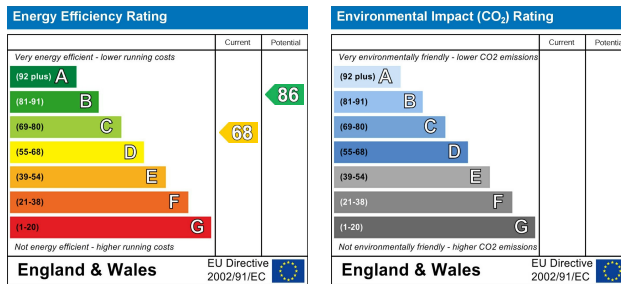 Energy Efficiency Rating
Current Potential
Very energy efficient - lower running costs
(92 plus) A
(81-91) B
86
(69-80) C
68
(55-68) D
(39-54) E
(21-38) F
(1-20) G
Not energy efficient - higher running costs
England & Wales
EU Directive
2002/91/EC
Environmental Impact (CO₂) Rating
Current Potential
Very environmentally friendly - lower CO2 emissions
(92 plus) A
(81-91) B
(69-80) C
(55-68) D
(39-54) E
(21-38) F
(1-20) G
Not environmentally friendly - higher CO2 emissions
England & Wales
EU Directive
2002/91/EC